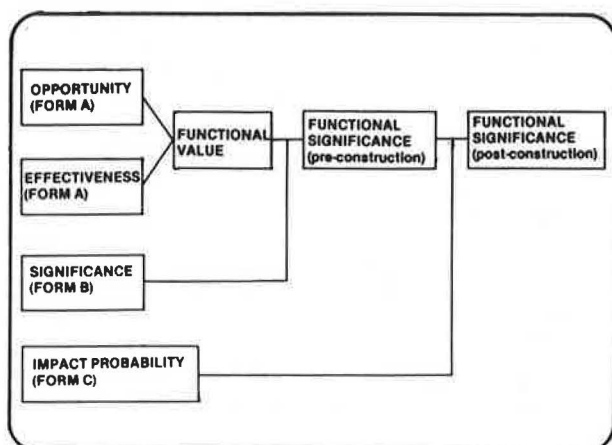 OPPORTUNITY
(FORM A)
EFFECTIVENESS
(FORM A)
FUNCTIONAL
VALUE
FUNCTIONAL
SIGNIFICANCE
(pre-construction)
FUNCTIONAL
SIGNIFICANCE
(post-construction)
SIGNIFICANCE
(FORM B)
IMPACT PROBABILITY
(FORM C)